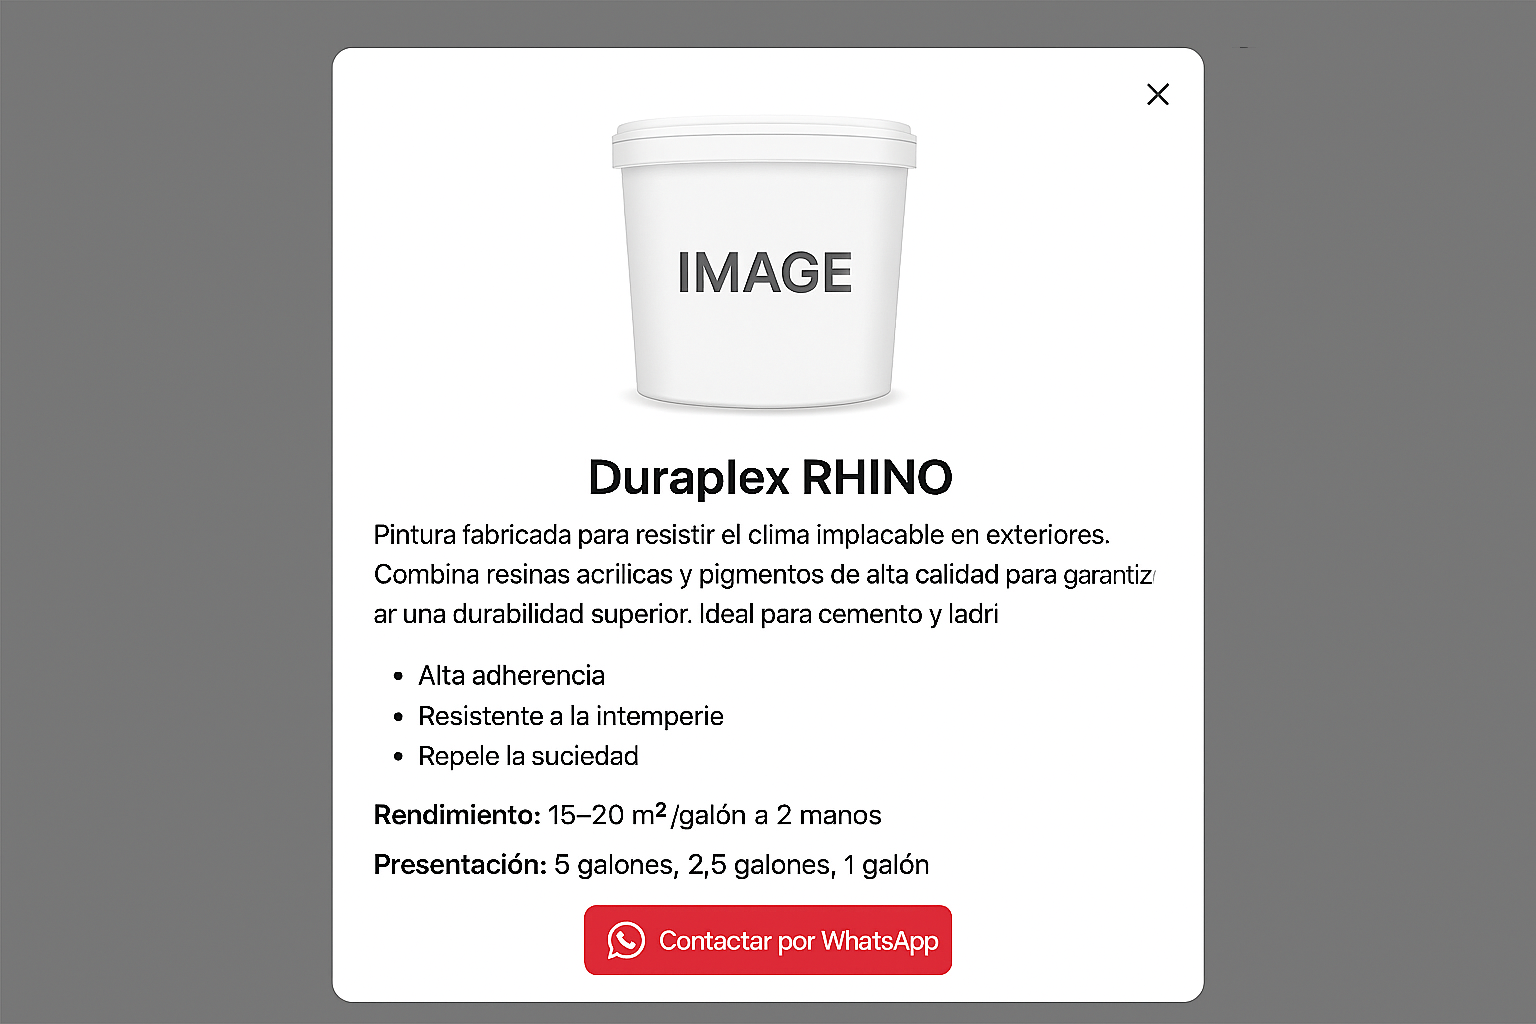 IMAGE
Duraplex RHINO
Pintura fabricada para resistir el clima implacable en exteriores.
Combina resinas acrilicas y pigmentos de alta calidad para garantiz
ar una durabilidad superior. Ideal para cemento y ladri
• Alta adherencia
• Resistente a la intemperie
• Repele la suciedad
Rendimiento: 15–20 m²/galón a 2 manos
Presentación: 5 galones, 2,5 galones, 1 galón
Contactar por WhatsApp